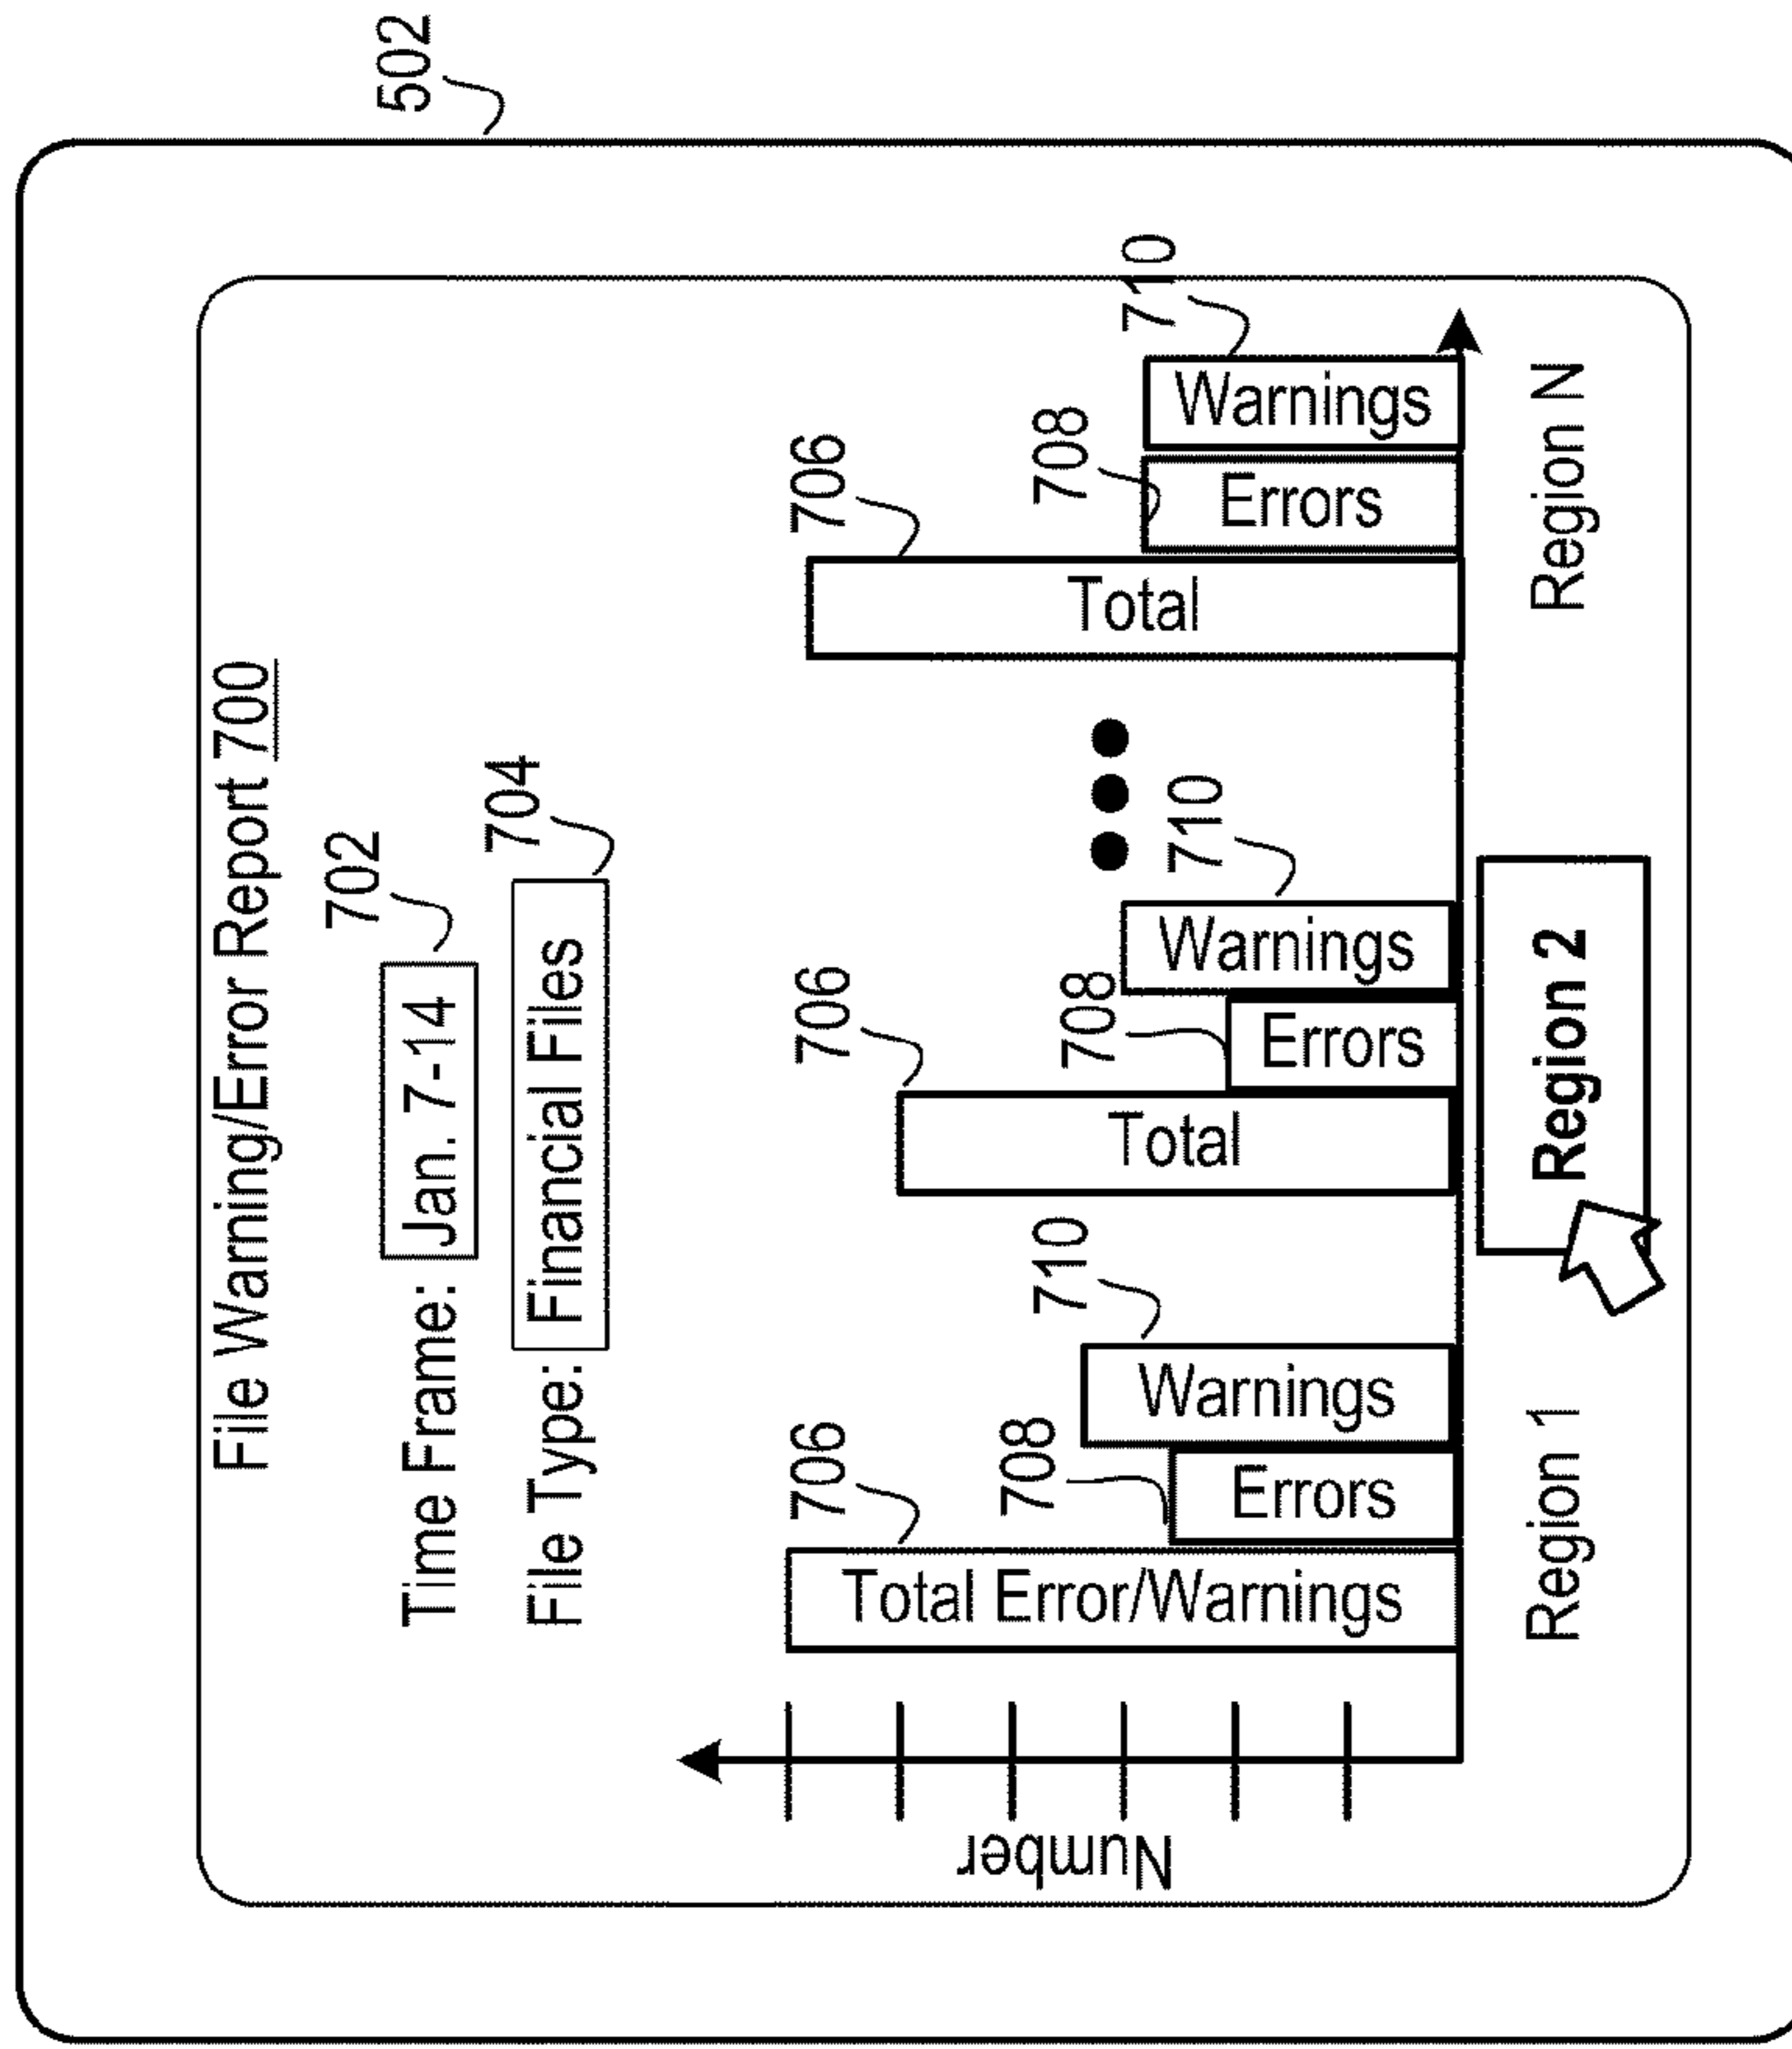 502
File Warning/Error Report 700
702
Time Frame: Jan. 7-14
704
File Type: Financial Files
706
706
706
708
710
708
710
708
710
Number
Total Error/Warnings
Errors
Warnings
Total
Errors
Warnings
Total
Errors
Warnings
Region 1
Region 2
Region N